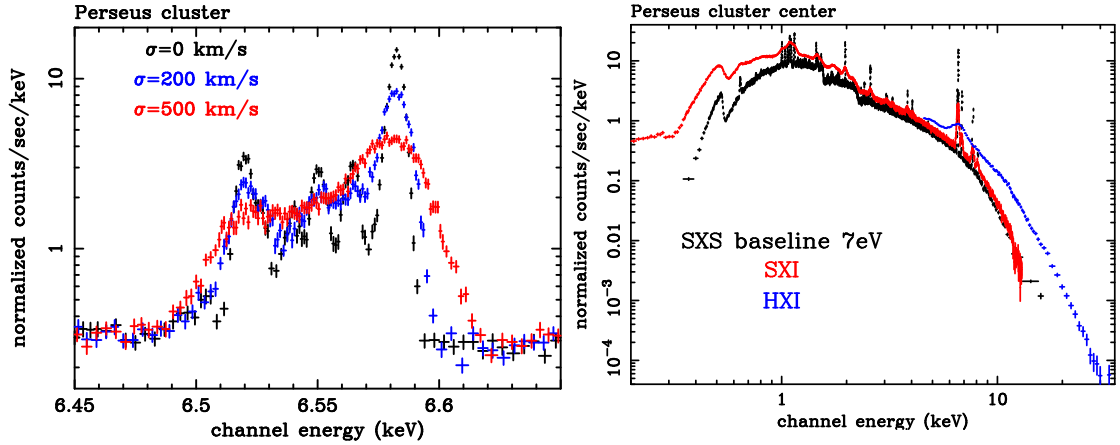 Perseus cluster
σ=0 km/s
σ=200 km/s
σ=500 km/s
normalized counts/sec/keV
10
1
6.45
6.5
6.55
6.6
channel energy (keV)
Perseus cluster center
SXS baseline 7eV
SXI
HXI
normalized counts/sec/keV
10
1
0.1
0.01
10⁻³
10⁻⁴
1
10
channel energy (keV)